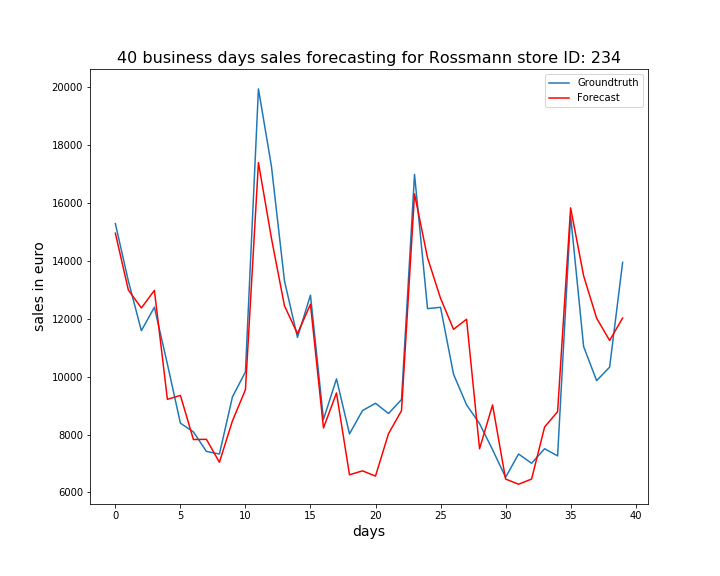 40 business days sales forecasting for Rossmann store ID: 234
Groundtruth
Forecast
sales in euro
20000
18000
16000
14000
12000
10000
8000
6000
0 5 10 15 20 25 30 35 40
days